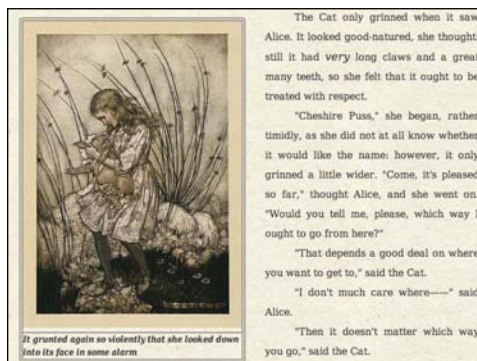 The Cat only grinned when it saw
Alice. It looked good-natured, she thought:
still it had very long claws and a great
many teeth, so she felt that it ought to be
treated with respect.
"Cheshire Puss," she began, rather
timidly, as she did not at all know whether
it would like the name: however, it only
grinned a little wider. "Come, it's pleased
so far," thought Alice, and she went on.
"Would you tell me, please, which way I
ought to go from here?"
"That depends a good deal on where
you want to get to," said the Cat.
"I don't much care where——" said
Alice.
"Then it doesn't matter which way
you go," said the Cat.
It grunted again so violently that she looked down
into its face in some alarm